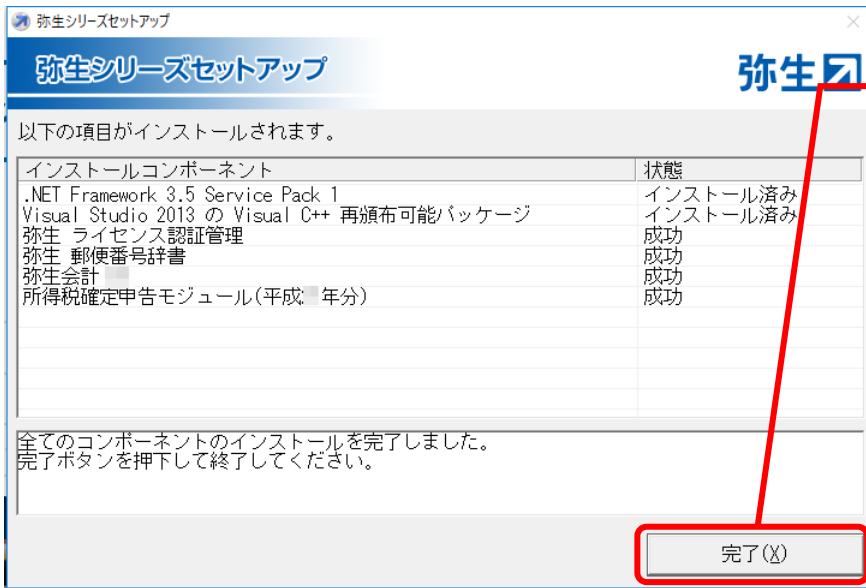 弥生シリーズセットアップ
弥生シリーズセットアップ
弥生
以下の項目がインストールされます。
インストールコンポーネント 状態
.NET Framework 3.5 Service Pack 1 インストール済み
Visual Studio 2013 の Visual C++ 再頒布可能パッケージ インストール済み
弥生 ライセンス認証管理 成功
弥生 郵便番号辞書 成功
弥生会計 成功
所得税確定申告モジュール(平成 年分) 成功
全てのコンポーネントのインストールを完了しました。
完了ボタンを押下して終了してください。
完了(X)